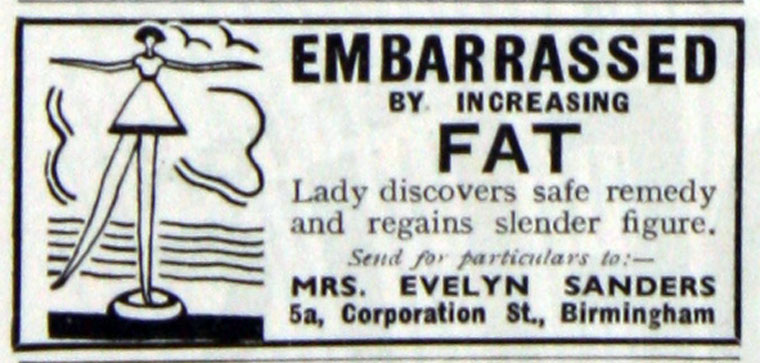 EMBARRASSED
BY INCREASING
FAT
Lady discovers safe remedy
and regains slender figure.
Send for particulars to:—
MRS. EVELYN SANDERS
5a, Corporation St., Birmingham